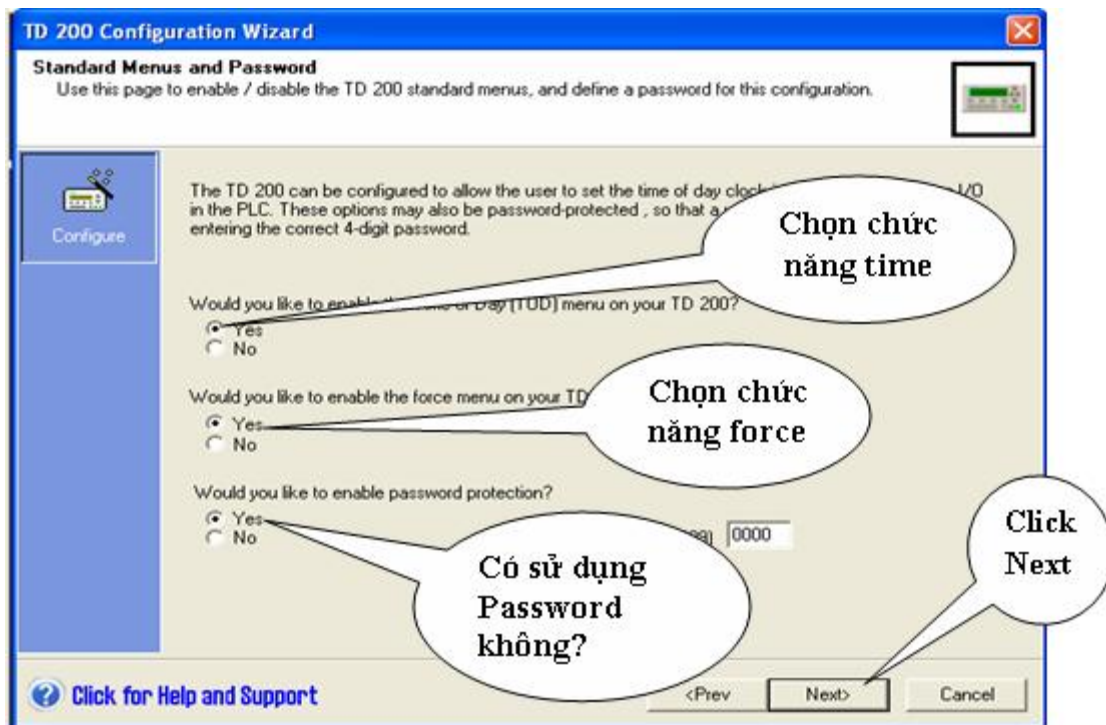 TD 200 Configuration Wizard
Standard Menus and Password
Use this page to enable / disable the TD 200 standard menus, and define a password for this configuration.
Configure
The TD 200 can be configured to allow the user to set the time of day clock I/O
in the PLC. These options may also be password-protected , so that a
entering the correct 4-digit password.
Chọn chức
năng time
Would you like to enable of Day (TOD) menu on your TD 200?
Yes
No
Would you like to enable the force menu on your TD
Yes
No
Chọn chức
năng force
Would you like to enable password protection?
Yes
No
0000
Có sử dụng
Password
không?
Click
Next
Click for Help and Support
<Prev
Next>
Cancel